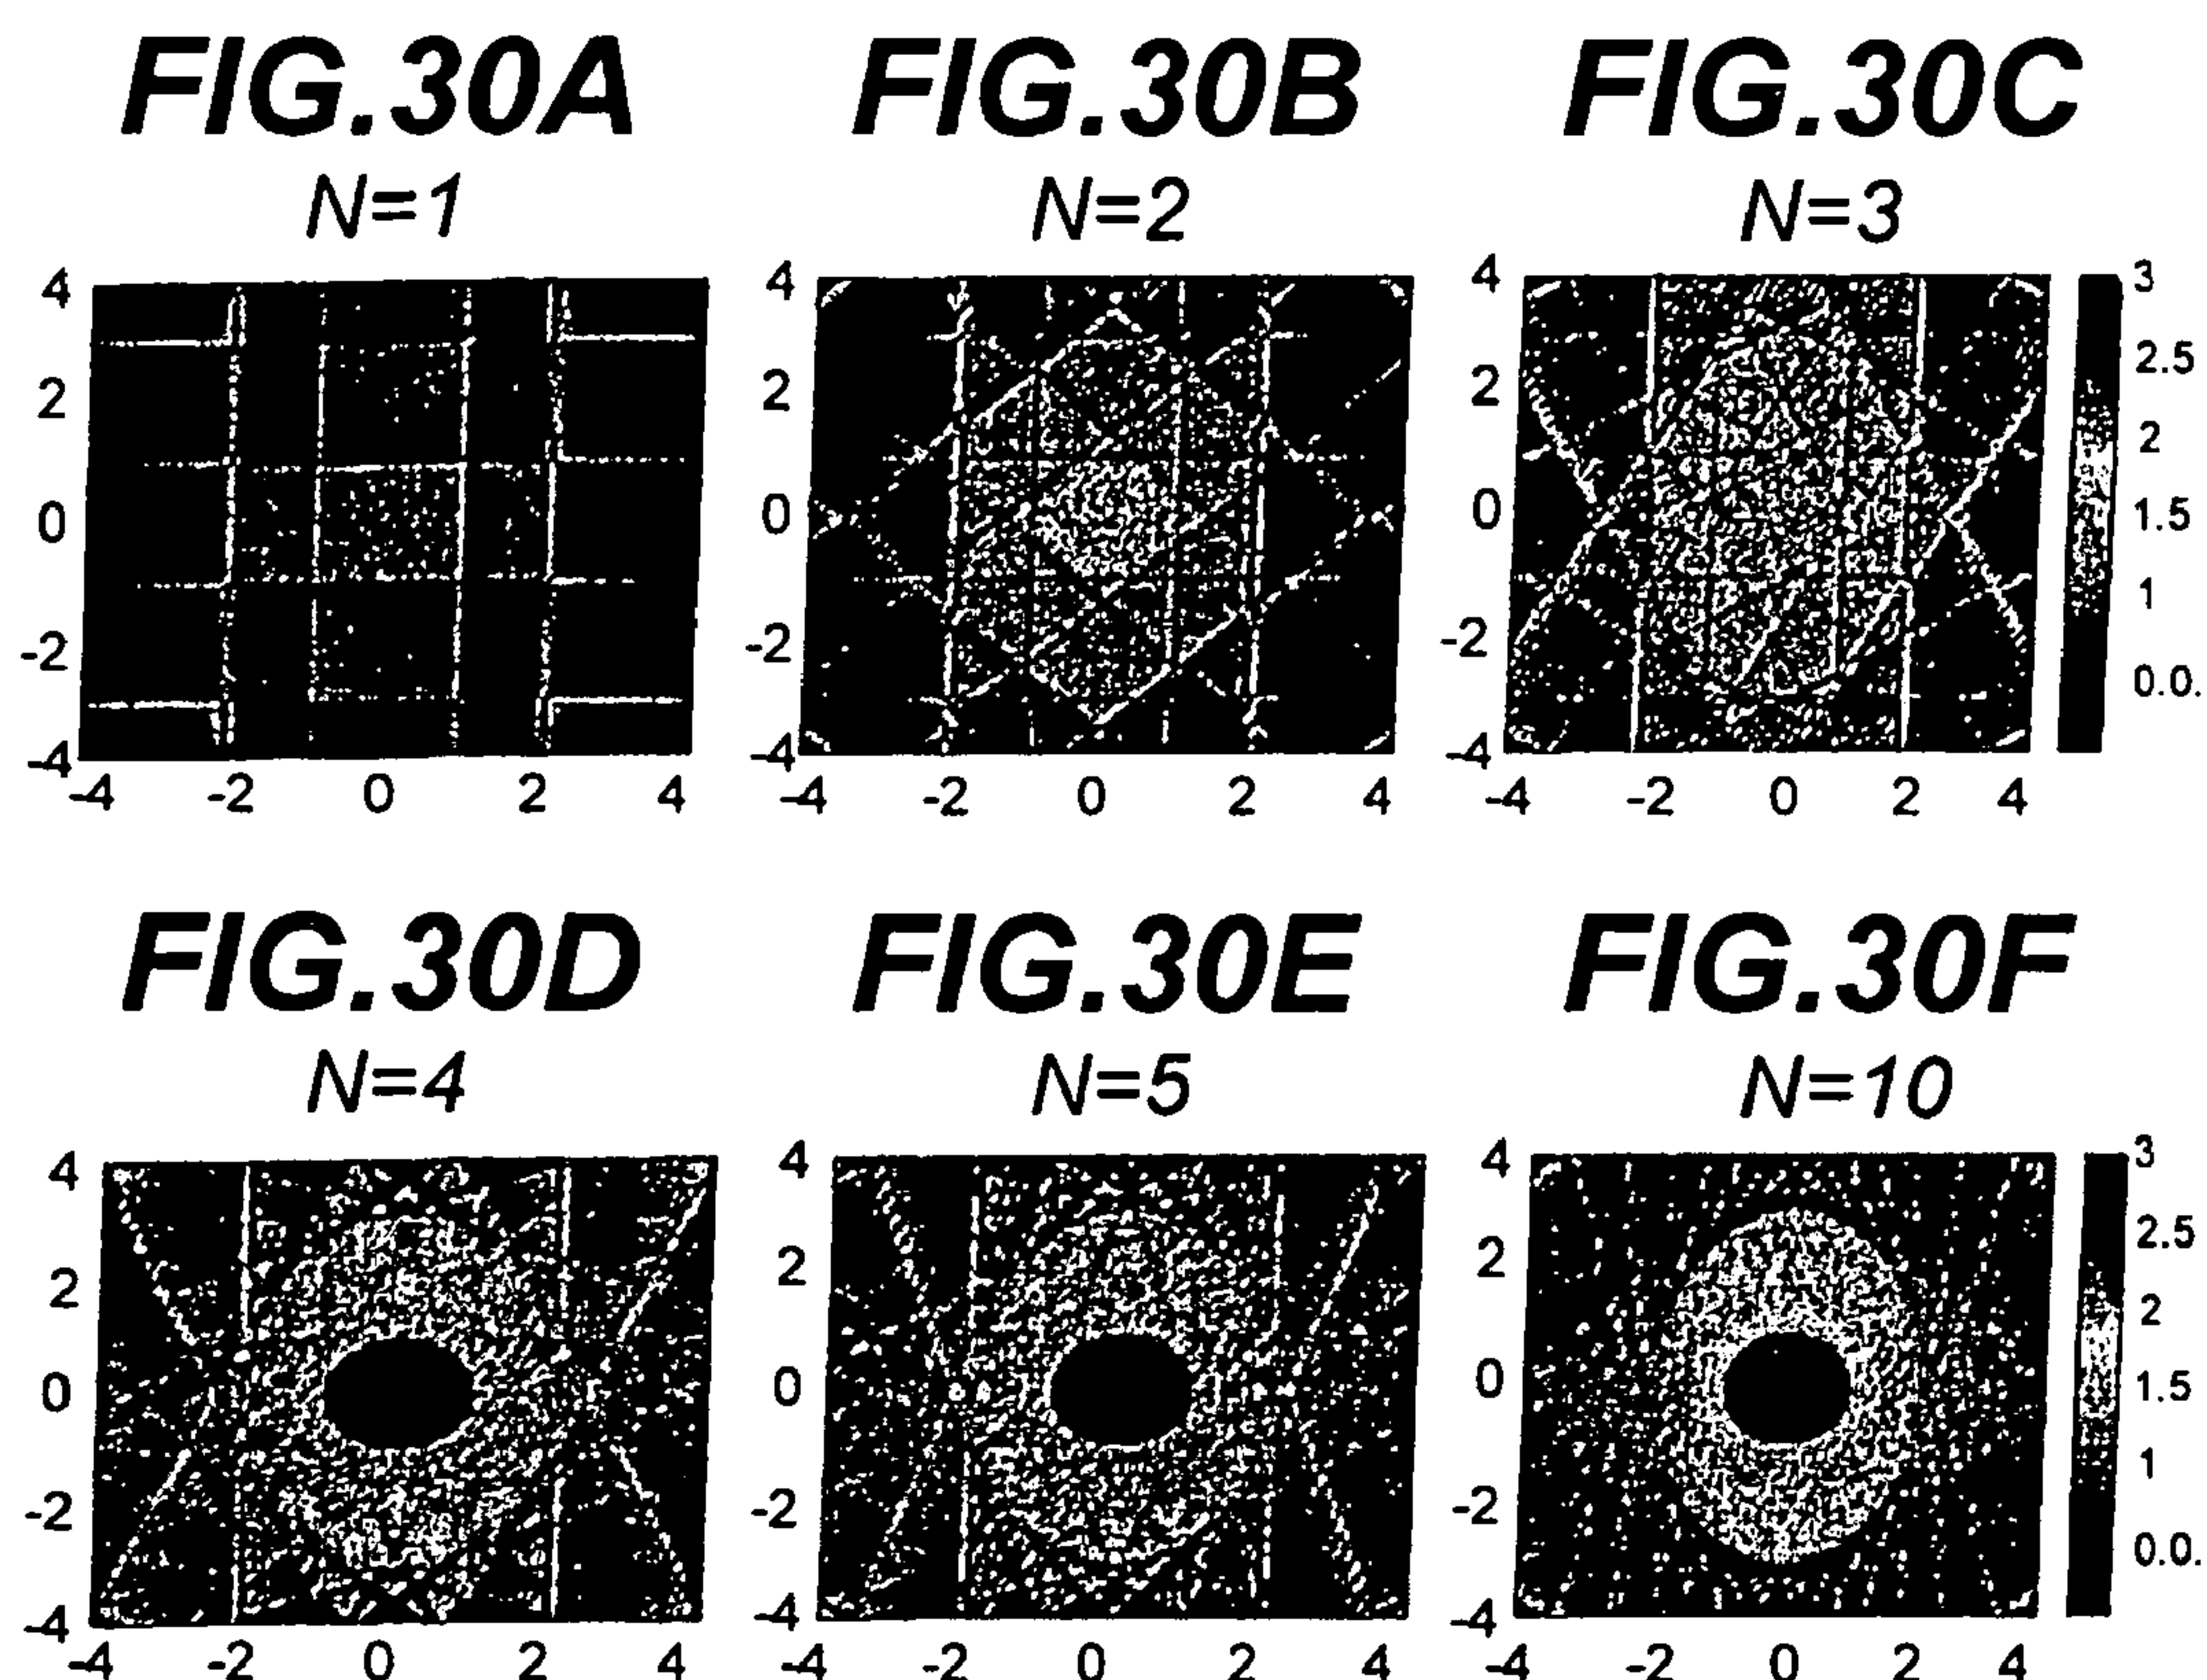 FIG.30A FIG.30B FIG.30C
N=1 N=2 N=3
4 4 4 3
2.5
2 2 2 2
0 0 0 1.5
1
-2 -2 -2
0.0.
-4 -4 -4
-4 -2 0 2 4 -4 -2 0 2 4 -4 -2 0 2 4
FIG.30D FIG.30E FIG.30F
N=4 N=5 N=10
4 4 4 3
2.5
2 2 2 2
0 0 0 1.5
1
-2 -2 -2
0.0.
-4 -4 -4
-4 -2 0 2 4 -4 -2 0 2 4 -4 -2 0 2 4